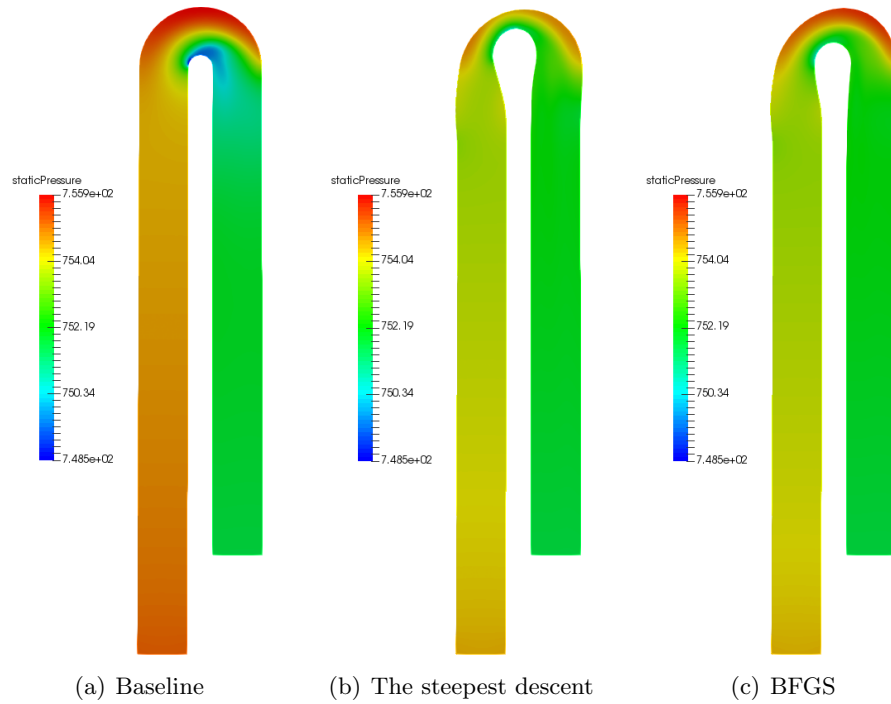 staticPressure
7.559e+02
754.04
752.19
750.34
7.485e+02
staticPressure
7.559e+02
754.04
752.19
750.34
7.485e+02
staticPressure
7.559e+02
754.04
752.19
750.34
7.485e+02
(a) Baseline
(b) The steepest descent
(c) BFGS